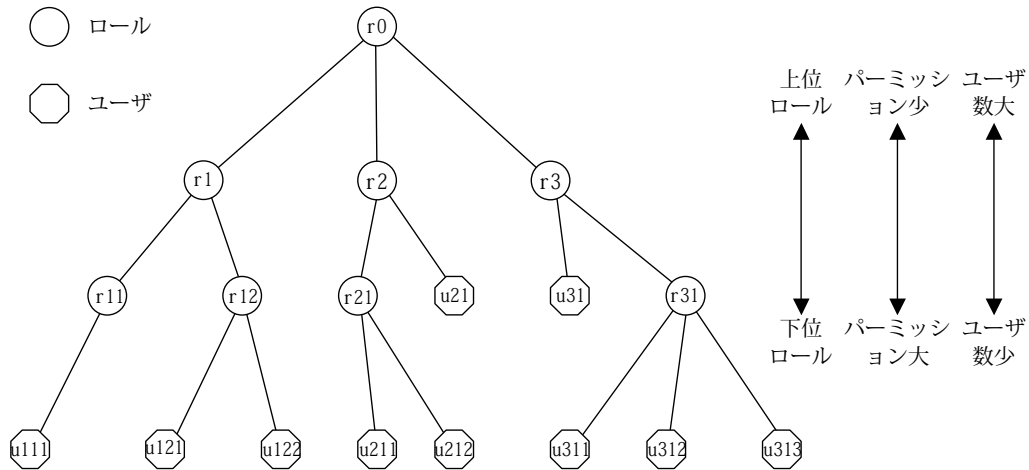 ロール
ユーザ
r0
r1
r2
r3
r11
r12
r21
u21
u31
r31
u111
u121
u122
u211
u212
u311
u312
u313
上位
ロール
パーミッシ
ョン少
ユーザ
数大
下位
ロール
パーミッシ
ョン大
ユーザ
数少